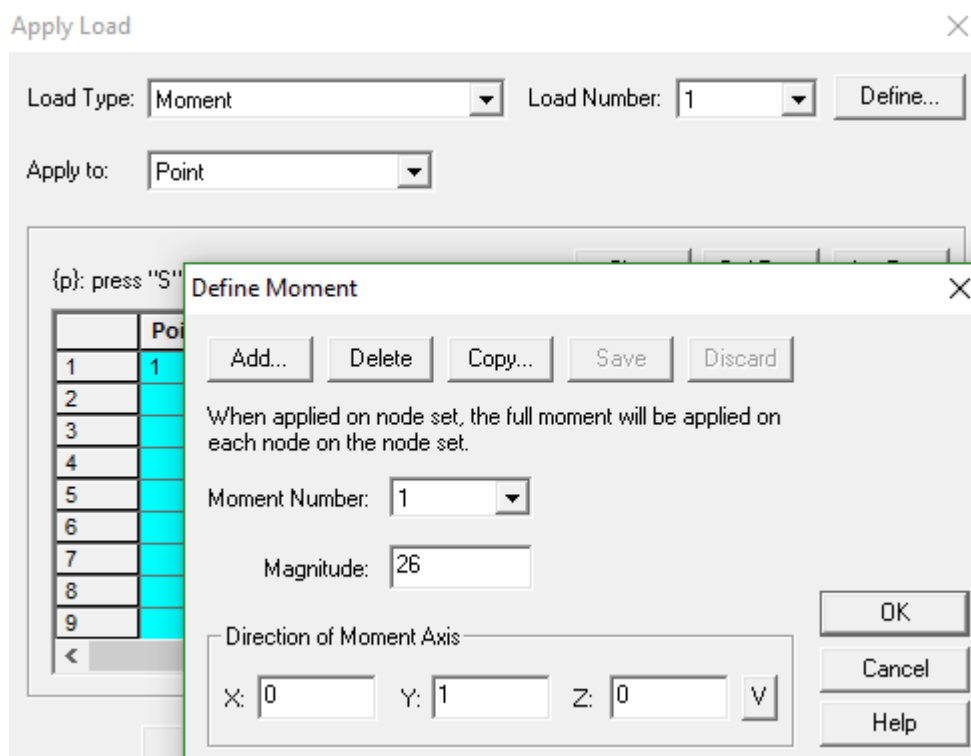 Apply Load
Load Type: Moment Load Number: 1 Define...
Apply to: Point
{p}: press "S"
Define Moment
Poi
Add... Delete Copy... Save Discard
1 1
2
When applied on node set, the full moment will be applied on
3
each node on the node set.
4
5
Moment Number: 1
6
7
Magnitude: 26
8
9
OK
Direction of Moment Axis
Cancel
X: 0 Y: 1 Z: 0 V
Help